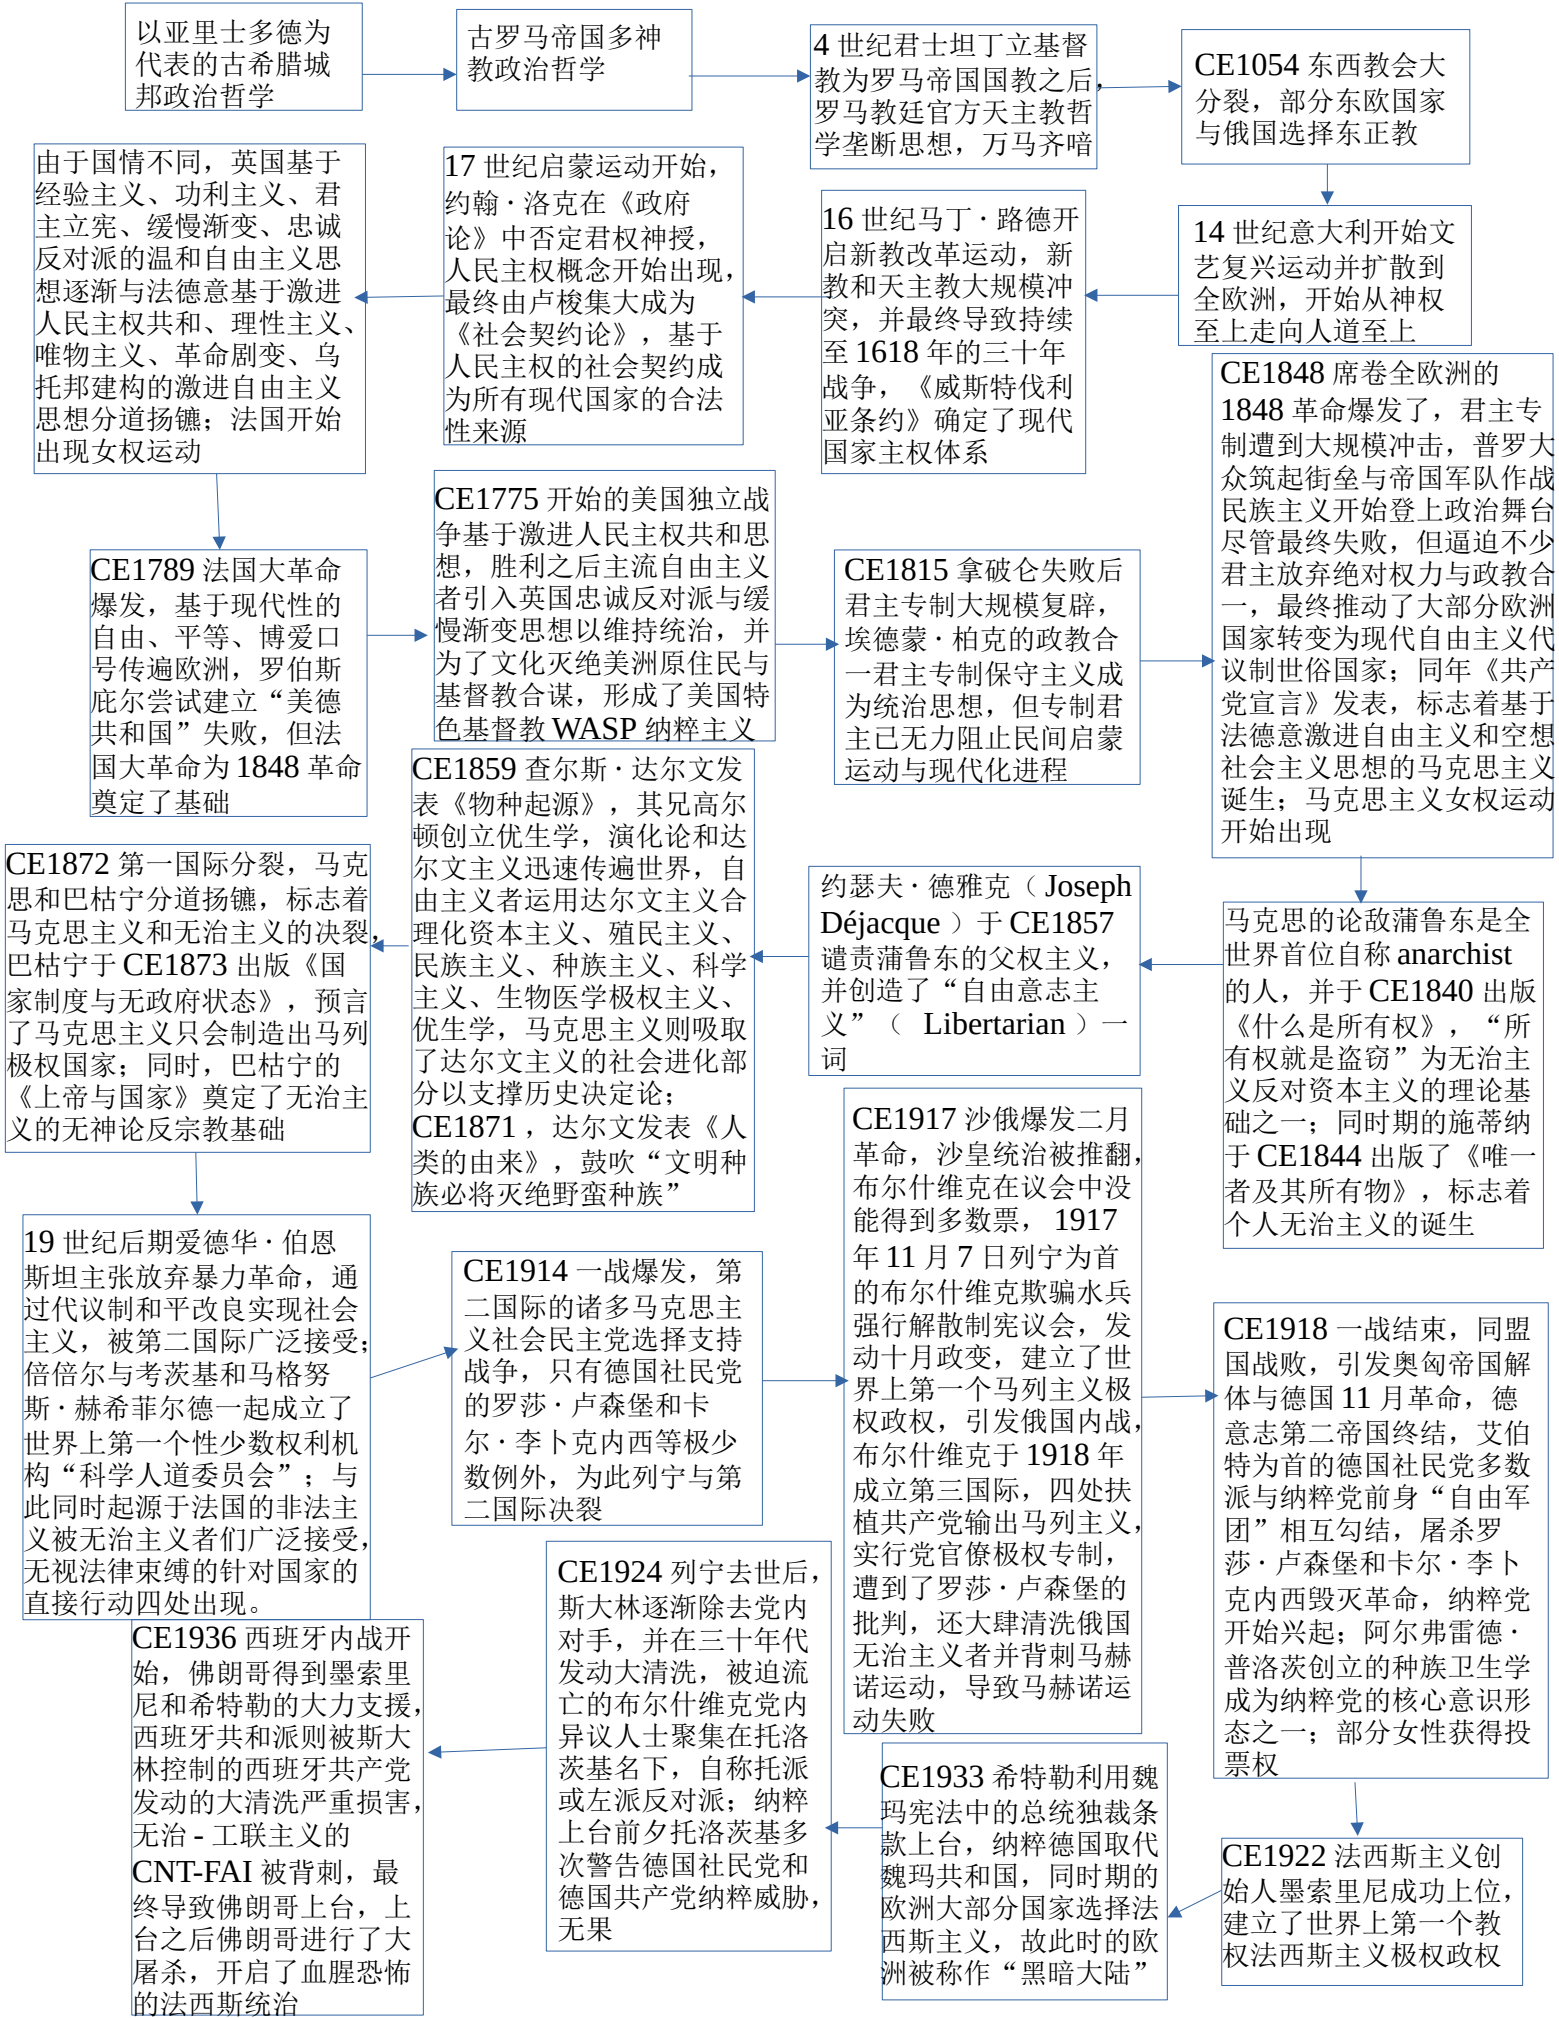 以亚里士多德为
代表的古希腊城
邦政治哲学
古罗马帝国多神
教政治哲学
4 世纪君士坦丁立基督
教为罗马帝国国教之后,
罗马教廷官方天主教哲
学垄断思想，万马齐喑
CE1054 东西教会大
分裂，部分东欧国家
与俄国选择东正教
14 世纪意大利开始文
艺复兴运动并扩散到
全欧洲，开始从神权
至上走向人道至上
16 世纪马丁 · 路德开
启新教改革运动，新
教和天主教大规模冲
突，并最终导致持续
至 1618 年的三十年
战争，《威斯特伐利
亚条约》确定了现代
国家主权体系
17 世纪启蒙运动开始，
约翰 · 洛克在《政府
论》中否定君权神授，
人民主权概念开始出现，
最终由卢梭集大成为
《社会契约论》，基于
人民主权的社会契约成
为所有现代国家的合法
性来源
由于国情不同，英国基于
经验主义、功利主义、君
主立宪、缓慢渐变、忠诚
反对派的温和自由主义思
想逐渐与法德意基于激进
人民主权共和、理性主义、
唯物主义、革命剧变、乌
托邦建构的激进自由主义
思想分道扬镳；法国开始
出现女权运动
CE1789 法国大革命
爆发，基于现代性的
自由、平等、博爱口
号传遍欧洲，罗伯斯
庇尔尝试建立“美德
共和国”失败，但法
国大革命为 1848 革命
奠定了基础
CE1775 开始的美国独立战
争基于激进人民主权共和思
想，胜利之后主流自由主义
者引入英国忠诚反对派与缓
慢渐变思想以维持统治，并
为了文化灭绝美洲原住民与
基督教合谋，形成了美国特
色基督教 WASP 纳粹主义
CE1815 拿破仑失败后
君主专制大规模复辟，
埃德蒙 · 柏克的政教合
一君主专制保守主义成
为统治思想，但专制君
主已无力阻止民间启蒙
运动与现代化进程
CE1848 席卷全欧洲的
1848 革命爆发了，君主专
制遭到大规模冲击，普罗大
众筑起街垒与帝国军队作战
民族主义开始登上政治舞台
尽管最终失败，但逼迫不少
君主放弃绝对权力与政教合
一，最终推动了大部分欧洲
国家转变为现代自由主义代
议制世俗国家；同年《共产
党宣言》发表，标志着基于
法德意激进自由主义和空想
社会主义思想的马克思主义
诞生；马克思主义女权运动
开始出现
马克思的论敌蒲鲁东是全
世界首位自称 anarchist
的人，并于 CE1840 出版
《什么是所有权》，“所
有权就是盗窃”为无治主
义反对资本主义的理论基
础之一；同时期的施蒂纳
于 CE1844 出版了《唯一
者及其所有物》，标志着
个人无治主义的诞生
约瑟夫 · 德雅克（ Joseph
Déjacque ）于 CE1857
谴责蒲鲁东的父权主义，
并创造了“自由意志主
义”（ Libertarian ）一
词
CE1859 查尔斯 · 达尔文发
表《物种起源》，其兄高尔
顿创立优生学，演化论和达
尔文主义迅速传遍世界，自
由主义者运用达尔文主义合
理化资本主义、殖民主义、
民族主义、种族主义、科学
主义、生物医学极权主义、
优生学，马克思主义则吸取
了达尔文主义的社会进化部
分以支撑历史决定论；
CE1871 ，达尔文发表《人
类的由来》，鼓吹“文明种
族必将灭绝野蛮种族”
CE1872 第一国际分裂，马克
思和巴枯宁分道扬镳，标志着
马克思主义和无治主义的决裂，
巴枯宁于 CE1873 出版《国
家制度与无政府状态》，预言
了马克思主义只会制造出马列
极权国家；同时，巴枯宁的
《上帝与国家》奠定了无治主
义的无神论反宗教基础
19 世纪后期爱德华 · 伯恩
斯坦主张放弃暴力革命，通
过代议制和平改良实现社会
主义，被第二国际广泛接受；
倍倍尔与考茨基和马格努
斯 · 赫希菲尔德一起成立了
世界上第一个性少数权利机
构“科学人道委员会”；与
此同时起源于法国的非法主
义被无治主义者们广泛接受，
无视法律束缚的针对国家的
直接行动四处出现。
CE1914 一战爆发，第
二国际的诸多马克思主
义社会民主党选择支持
战争，只有德国社民党
的罗莎 · 卢森堡和卡
尔 · 李卜克内西等极少
数例外，为此列宁与第
二国际决裂
CE1917 沙俄爆发二月
革命，沙皇统治被推翻，
布尔什维克在议会中没
能得到多数票， 1917
年 11 月 7 日列宁为首
的布尔什维克欺骗水兵
强行解散制宪议会，发
动十月政变，建立了世
界上第一个马列主义极
权政权，引发俄国内战，
布尔什维克于 1918 年
成立第三国际，四处扶
植共产党输出马列主义，
实行党官僚极权专制，
遭到了罗莎 · 卢森堡的
批判，还大肆清洗俄国
无治主义者并背刺马赫
诺运动，导致马赫诺运
动失败
CE1918 一战结束，同盟
国战败，引发奥匈帝国解
体与德国 11 月革命，德
意志第二帝国终结，艾伯
特为首的德国社民党多数
派与纳粹党前身“自由军
团”相互勾结，屠杀罗
莎 · 卢森堡和卡尔 · 李卜
克内西毁灭革命，纳粹党
开始兴起；阿尔弗雷德 ·
普洛茨创立的种族卫生学
成为纳粹党的核心意识形
态之一；部分女性获得投
票权
CE1922 法西斯主义创
始人墨索里尼成功上位，
建立了世界上第一个教
权法西斯主义极权政权
CE1933 希特勒利用魏
玛宪法中的总统独裁条
款上台，纳粹德国取代
魏玛共和国，同时期的
欧洲大部分国家选择法
西斯主义，故此时的欧
洲被称作“黑暗大陆”
CE1924 列宁去世后，
斯大林逐渐除去党内
对手，并在三十年代
发动大清洗，被迫流
亡的布尔什维克党内
异议人士聚集在托洛
茨基名下，自称托派
或左派反对派；纳粹
上台前夕托洛茨基多
次警告德国社民党和
德国共产党纳粹威胁，
无果
CE1936 西班牙内战开
始，佛朗哥得到墨索里
尼和希特勒的大力支援，
西班牙共和派则被斯大
林控制的西班牙共产党
发动的大清洗严重损害，
无治 - 工联主义的
CNT-FAI 被背刺，最
终导致佛朗哥上台，上
台之后佛朗哥进行了大
屠杀，开启了血腥恐怖
的法西斯统治